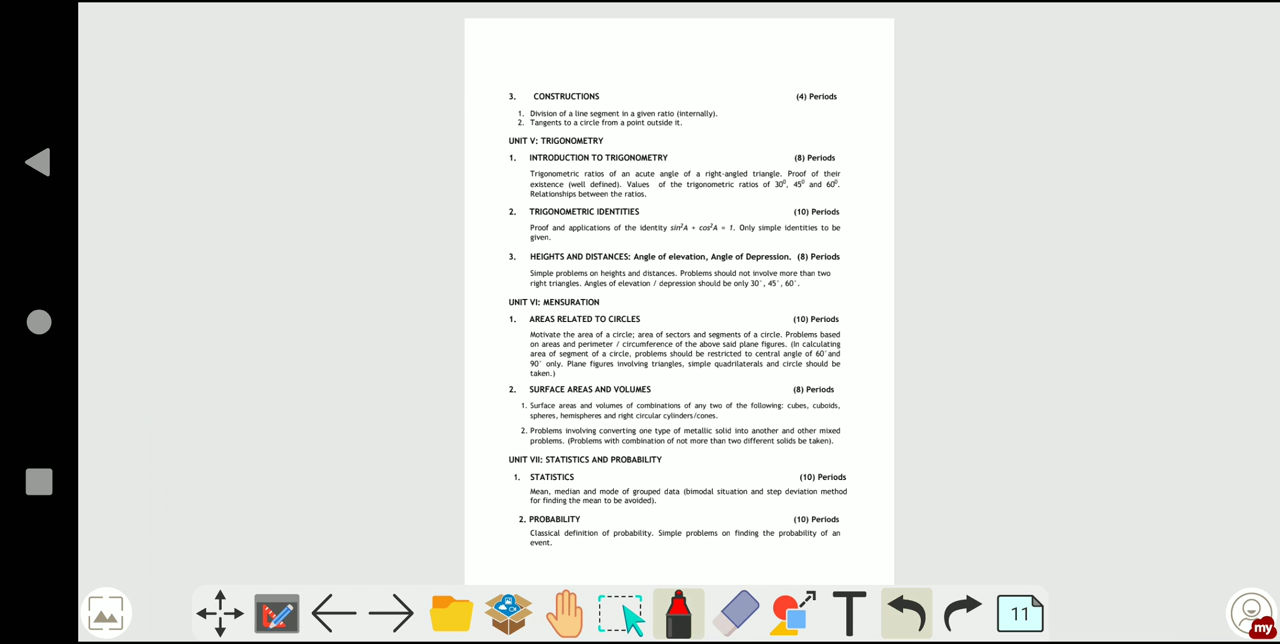 3. CONSTRUCTIONS (4) Periods
1. Division of a line segment in a given ratio (internally).
2. Tangents to a circle from a point outside it.
UNIT V: TRIGONOMETRY
1. INTRODUCTION TO TRIGONOMETRY (8) Periods
Trigonometric ratios of an acute angle of a right-angled triangle. Proof of their
existence (well defined). Values of the trigonometric ratios of 30⁰, 45⁰ and 60⁰.
Relationships between the ratios.
2. TRIGONOMETRIC IDENTITIES (10) Periods
Proof and applications of the identity sin²A + cos²A = 1. Only simple identities to be
given.
3. HEIGHTS AND DISTANCES: Angle of elevation, Angle of Depression. (8) Periods
Simple problems on heights and distances. Problems should not involve more than two
right triangles. Angles of elevation / depression should be only 30°, 45°, 60°.
UNIT VI: MENSURATION
1. AREAS RELATED TO CIRCLES (10) Periods
Motivate the area of a circle; area of sectors and segments of a circle. Problems based
on areas and perimeter / circumference of the above said plane figures. (In calculating
area of segment of a circle, problems should be restricted to central angle of 60°and
90° only. Plane figures involving triangles, simple quadrilaterals and circle should be
taken.)
2. SURFACE AREAS AND VOLUMES (8) Periods
1. Surface areas and volumes of combinations of any two of the following: cubes, cuboids,
spheres, hemispheres and right circular cylinders/cones.
2. Problems involving converting one type of metallic solid into another and other mixed
problems. (Problems with combination of not more than two different solids be taken).
UNIT VII: STATISTICS AND PROBABILITY
1. STATISTICS (10) Periods
Mean, median and mode of grouped data (bimodal situation and step deviation method
for finding the mean to be avoided).
2. PROBABILITY (10) Periods
Classical definition of probability. Simple problems on finding the probability of an
event.
T
11
my